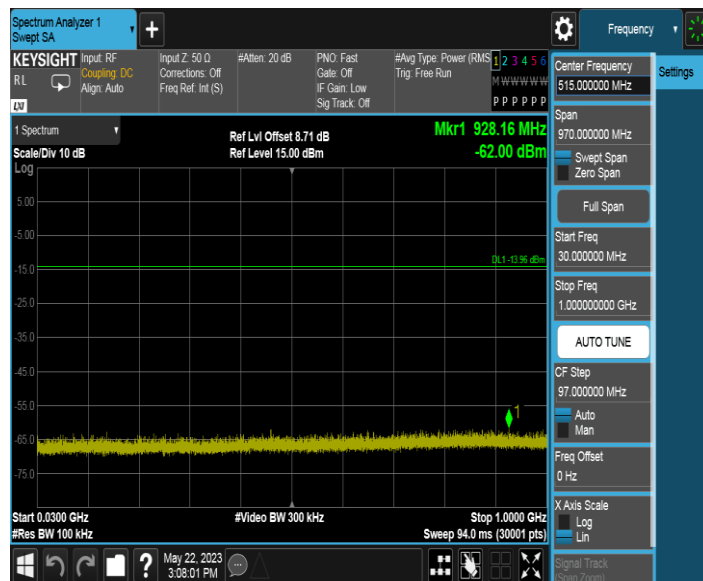 Spectrum Analyzer 1
Swept SA
+
Frequency
KEYSIGHT
RL
LXI
Input: RF
Coupling: DC
Align: Auto
Input Z: 50 Ω
Corrections: Off
Freq Ref: Int (S)
#Atten: 20 dB
PNO: Fast
Gate: Off
IF Gain: Low
Sig Track: Off
#Avg Type: Power (RMS
Trig: Free Run
1 2 3 4 5 6
M W W W W W
P P P P P P
Center Frequency
515.000000 MHz
Settings
1 Spectrum
Scale/Div 10 dB
Log
Ref Lvl Offset 8.71 dB
Ref Level 15.00 dBm
Mkr1 928.16 MHz
-62.00 dBm
Span
970.000000 MHz
Swept Span
Zero Span
Full Span
Start Freq
30.000000 MHz
Stop Freq
1.000000000 GHz
AUTO TUNE
CF Step
97.000000 MHz
Auto
Man
Freq Offset
0 Hz
X Axis Scale
Log
Lin
Signal Track
(Span Zoom)
5.00
-5.00
-15.0
-25.0
-35.0
-45.0
-55.0
-65.0
-75.0
DL1 -13.96 dBm
1
Start 0.0300 GHz
#Res BW 100 kHz
#Video BW 300 kHz
Stop 1.0000 GHz
Sweep 94.0 ms (30001 pts)
?
May 22, 2023
3:08:01 PM